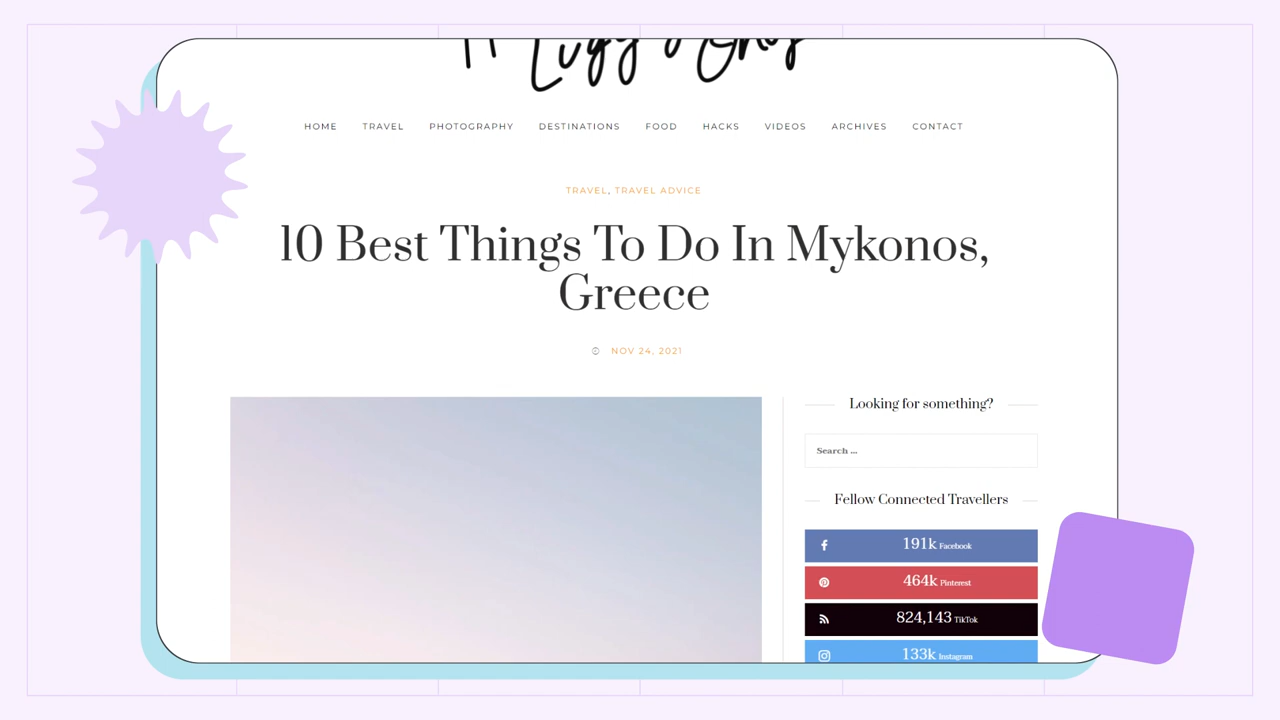 HOME TRAVEL PHOTOGRAPHY DESTINATIONS FOOD HACKS VIDEOS ARCHIVES CONTACT
TRAVEL, TRAVEL ADVICE
10 Best Things To Do In Mykonos,
Greece
NOV 24, 2021
Looking for something?
Search ...
Fellow Connected Travellers
191k Facebook
464k Pinterest
824,143 TikTok
133k Instagram